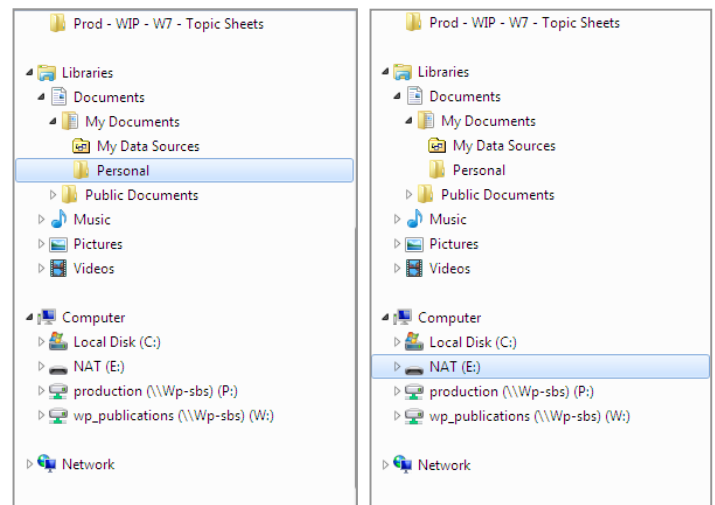 Prod - WIP - W7 - Topic Sheets
Libraries
Documents
My Documents
My Data Sources
Personal
Public Documents
Music
Pictures
Videos
Computer
Local Disk (C:)
NAT (E:)
production (\\Wp-sbs) (P:)
wp_publications (\\Wp-sbs) (W:)
Network
Prod - WIP - W7 - Topic Sheets
Libraries
Documents
My Documents
My Data Sources
Personal
Public Documents
Music
Pictures
Videos
Computer
Local Disk (C:)
NAT (E:)
production (\\Wp-sbs) (P:)
wp_publications (\\Wp-sbs) (W:)
Network